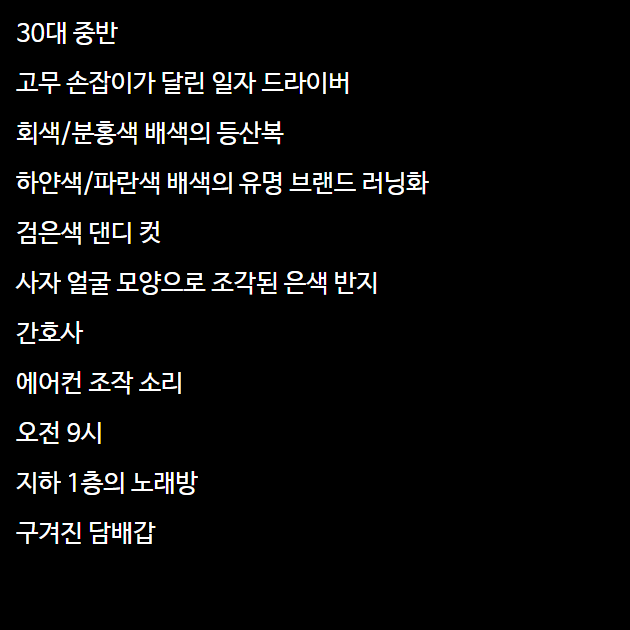 30대 중반
고무 손잡이가 달린 일자 드라이버
회색/분홍색 배색의 등산복
하얀색/파란색 배색의 유명 브랜드 러닝화
검은색 댄디 컷
사자 얼굴 모양으로 조각된 은색 반지
간호사
에어컨 조작 소리
오전 9시
지하 1층의 노래방
구겨진 담배갑